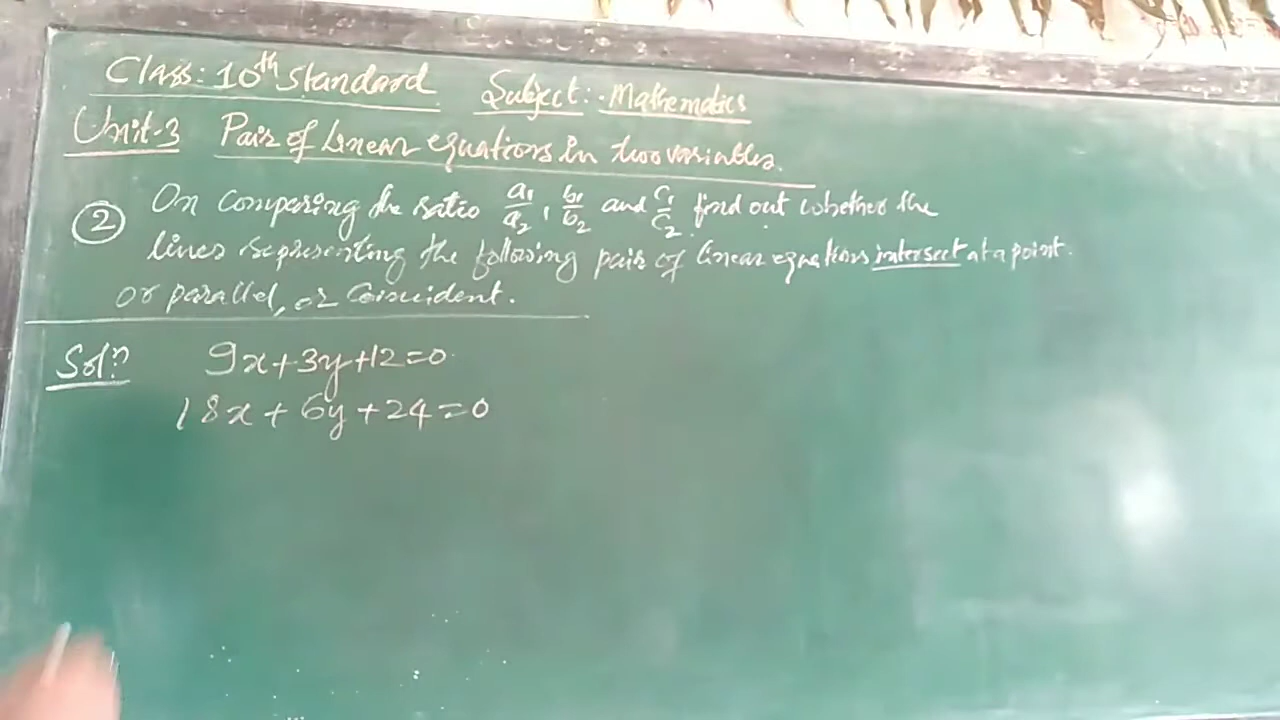 Class: 10th Standard Subject:- Mathematics
Unit-3 Pair of linear equations in two variables.
(2) On comparing the ratio a1/a2, b1/b2 and c1/c2 find out whether the
lines representing the following pair of linear equations intersect at a point
or parallel, or Coincident.
Sol? 9x+3y+12=0
18x+6y+24=0